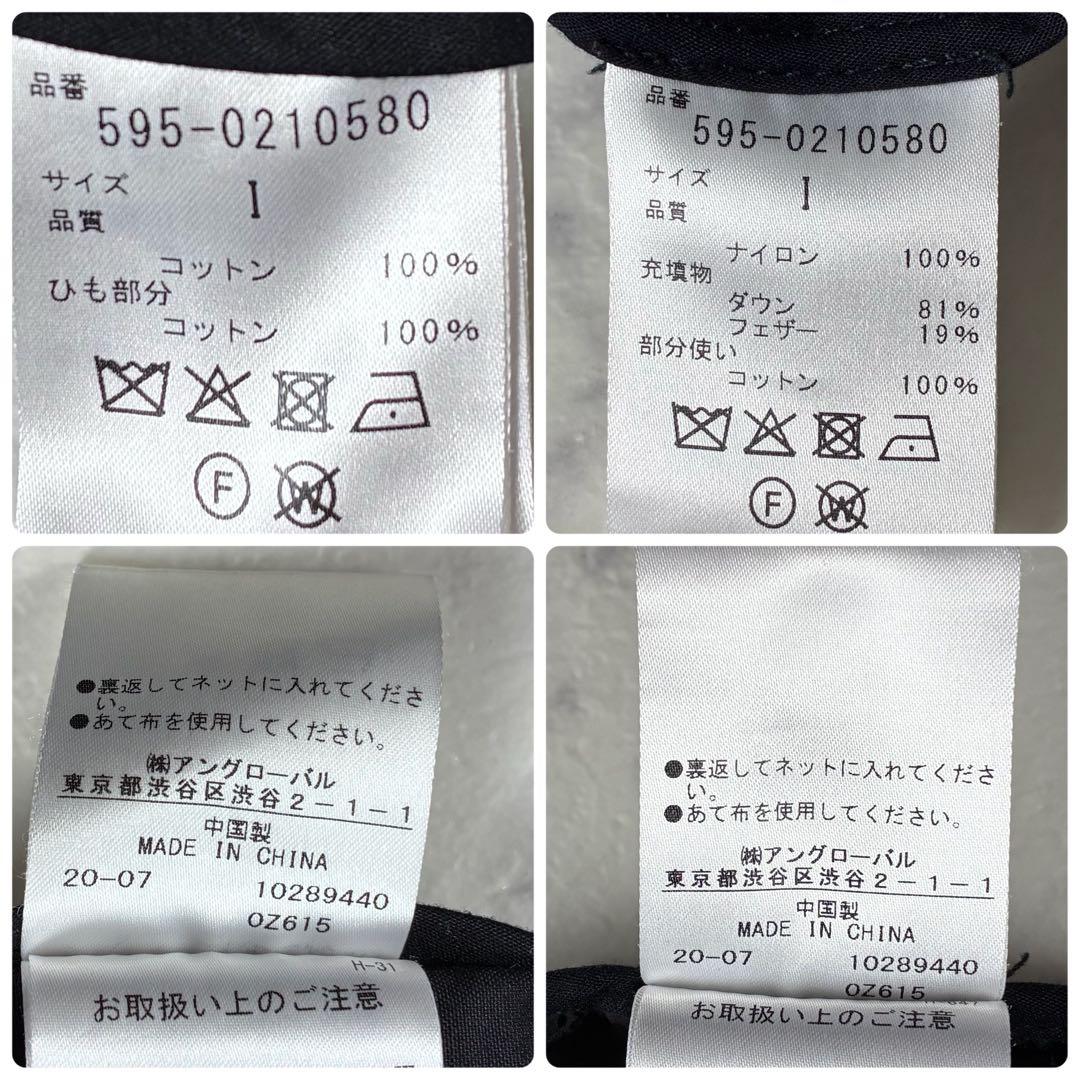 品番
595-0210580
サイズ I
品質
コットン 100%
ひも部分
コットン 100%
F W
品番
595-0210580
サイズ I
品質
ナイロン 100%
充填物
ダウン 81%
フェザー 19%
部分使い
コットン 100%
F W
●裏返してネットに入れてくださ
い。
●あて布を使用してください。
㈱アングローバル
東京都渋谷区渋谷2-1-1
中国製
MADE IN CHINA
20-07 10289440
0Z615
H-31
お取扱い上のご注意
●裏返してネットに入れてくださ
い。
●あて布を使用してください。
㈱アングローバル
東京都渋谷区渋谷2-1-1
中国製
MADE IN CHINA
20-07 10289440
0Z615
お取扱い上のご注意